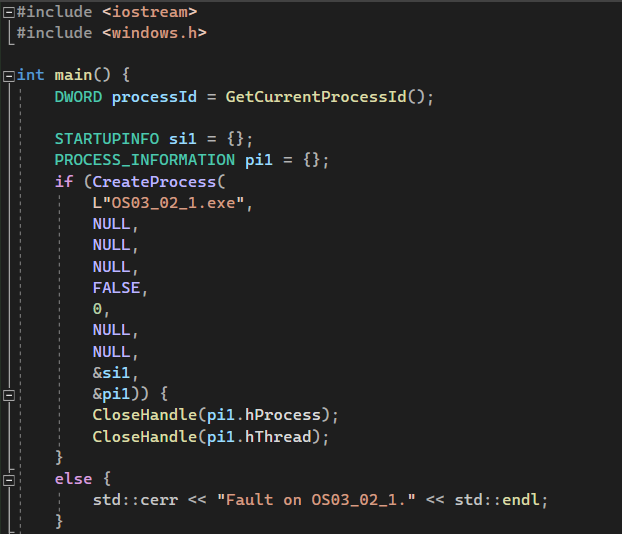 #include <iostream>
#include <windows.h>

int main() {
    DWORD processId = GetCurrentProcessId();

    STARTUPINFO si1 = {};
    PROCESS_INFORMATION pi1 = {};
    if (CreateProcess(
        L"OS03_02_1.exe",
        NULL,
        NULL,
        NULL,
        FALSE,
        0,
        NULL,
        NULL,
        &si1,
        &pi1)) {
        CloseHandle(pi1.hProcess);
        CloseHandle(pi1.hThread);
    }
    else {
        std::cerr << "Fault on OS03_02_1." << std::endl;
    }